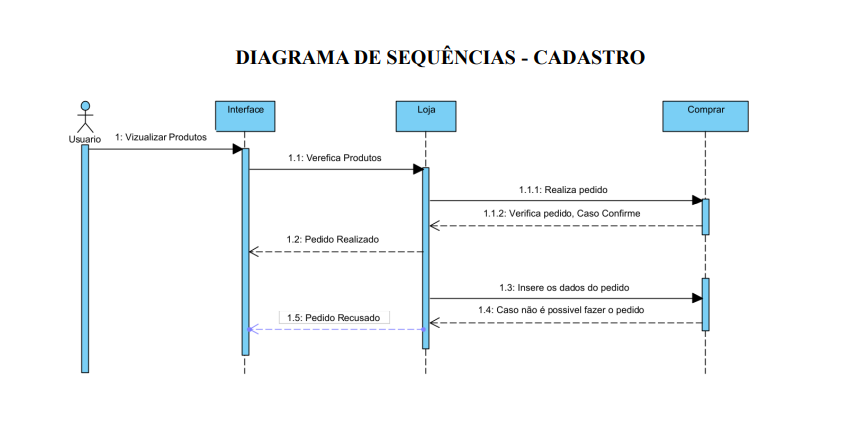 DIAGRAMA DE SEQUÊNCIAS - CADASTRO
Interface
Loja
Comprar
Usuario
1: Vizualizar Produtos
1.1: Verefica Produtos
1.1.1: Realiza pedido
1.1.2: Verifica pedido, Caso Confirme
1.2: Pedido Realizado
1.3: Insere os dados do pedido
1.4: Caso não é possivel fazer o pedido
1.5: Pedido Recusado